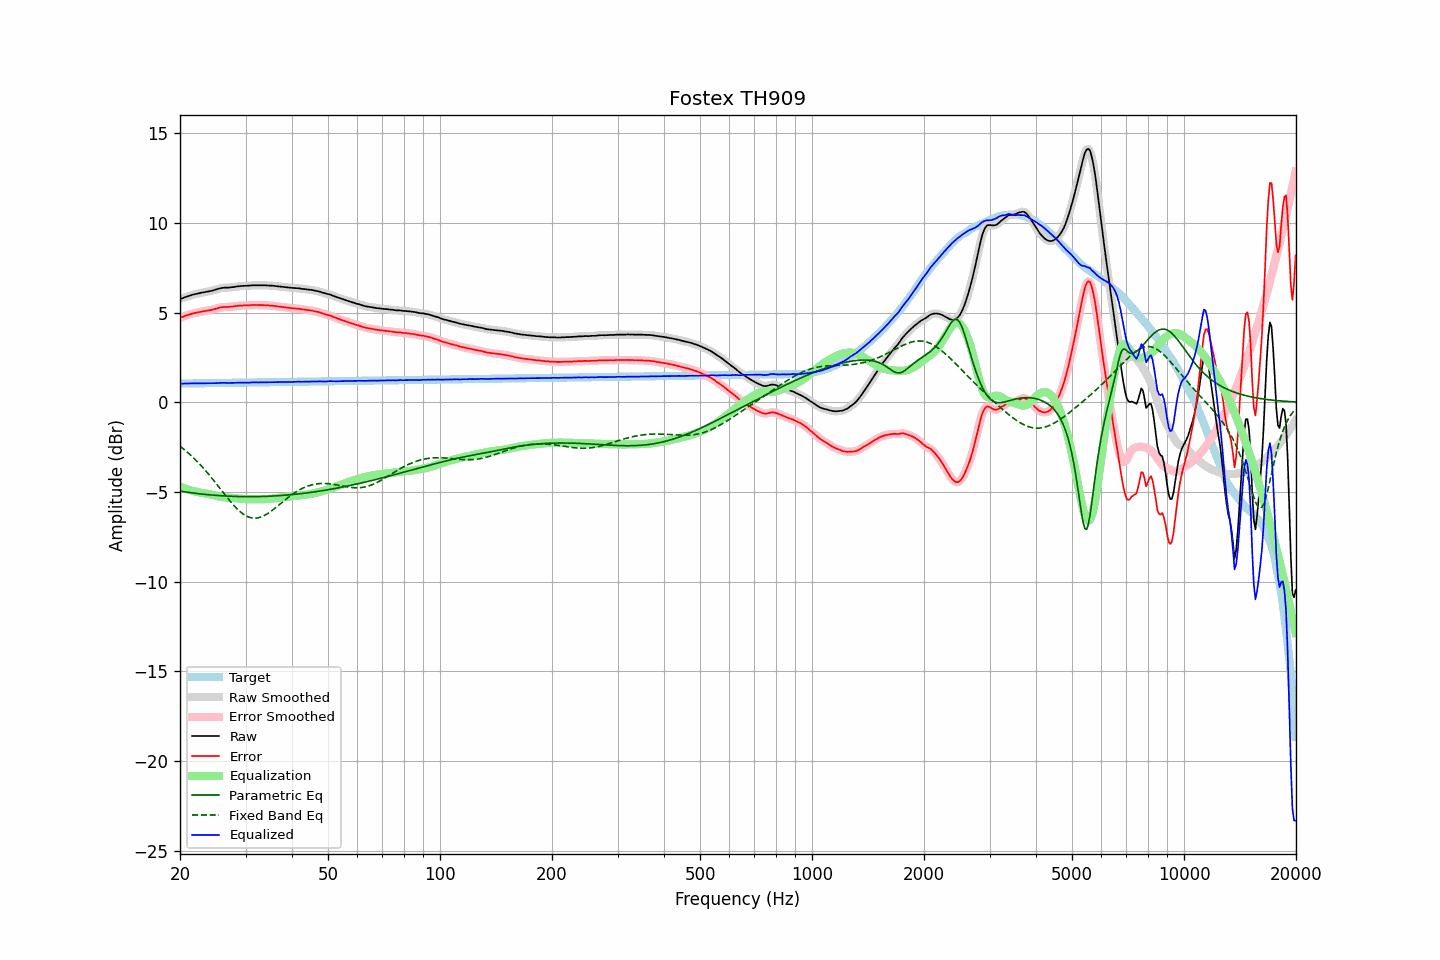 Fostex TH909
15
10
5
0
−5
−10
−15
−20
−25
Amplitude (dBr)
20
50
100
200
500
1000
2000
5000
10000
20000
Frequency (Hz)
Target
Raw Smoothed
Error Smoothed
Raw
Error
Equalization
Parametric Eq
Fixed Band Eq
Equalized